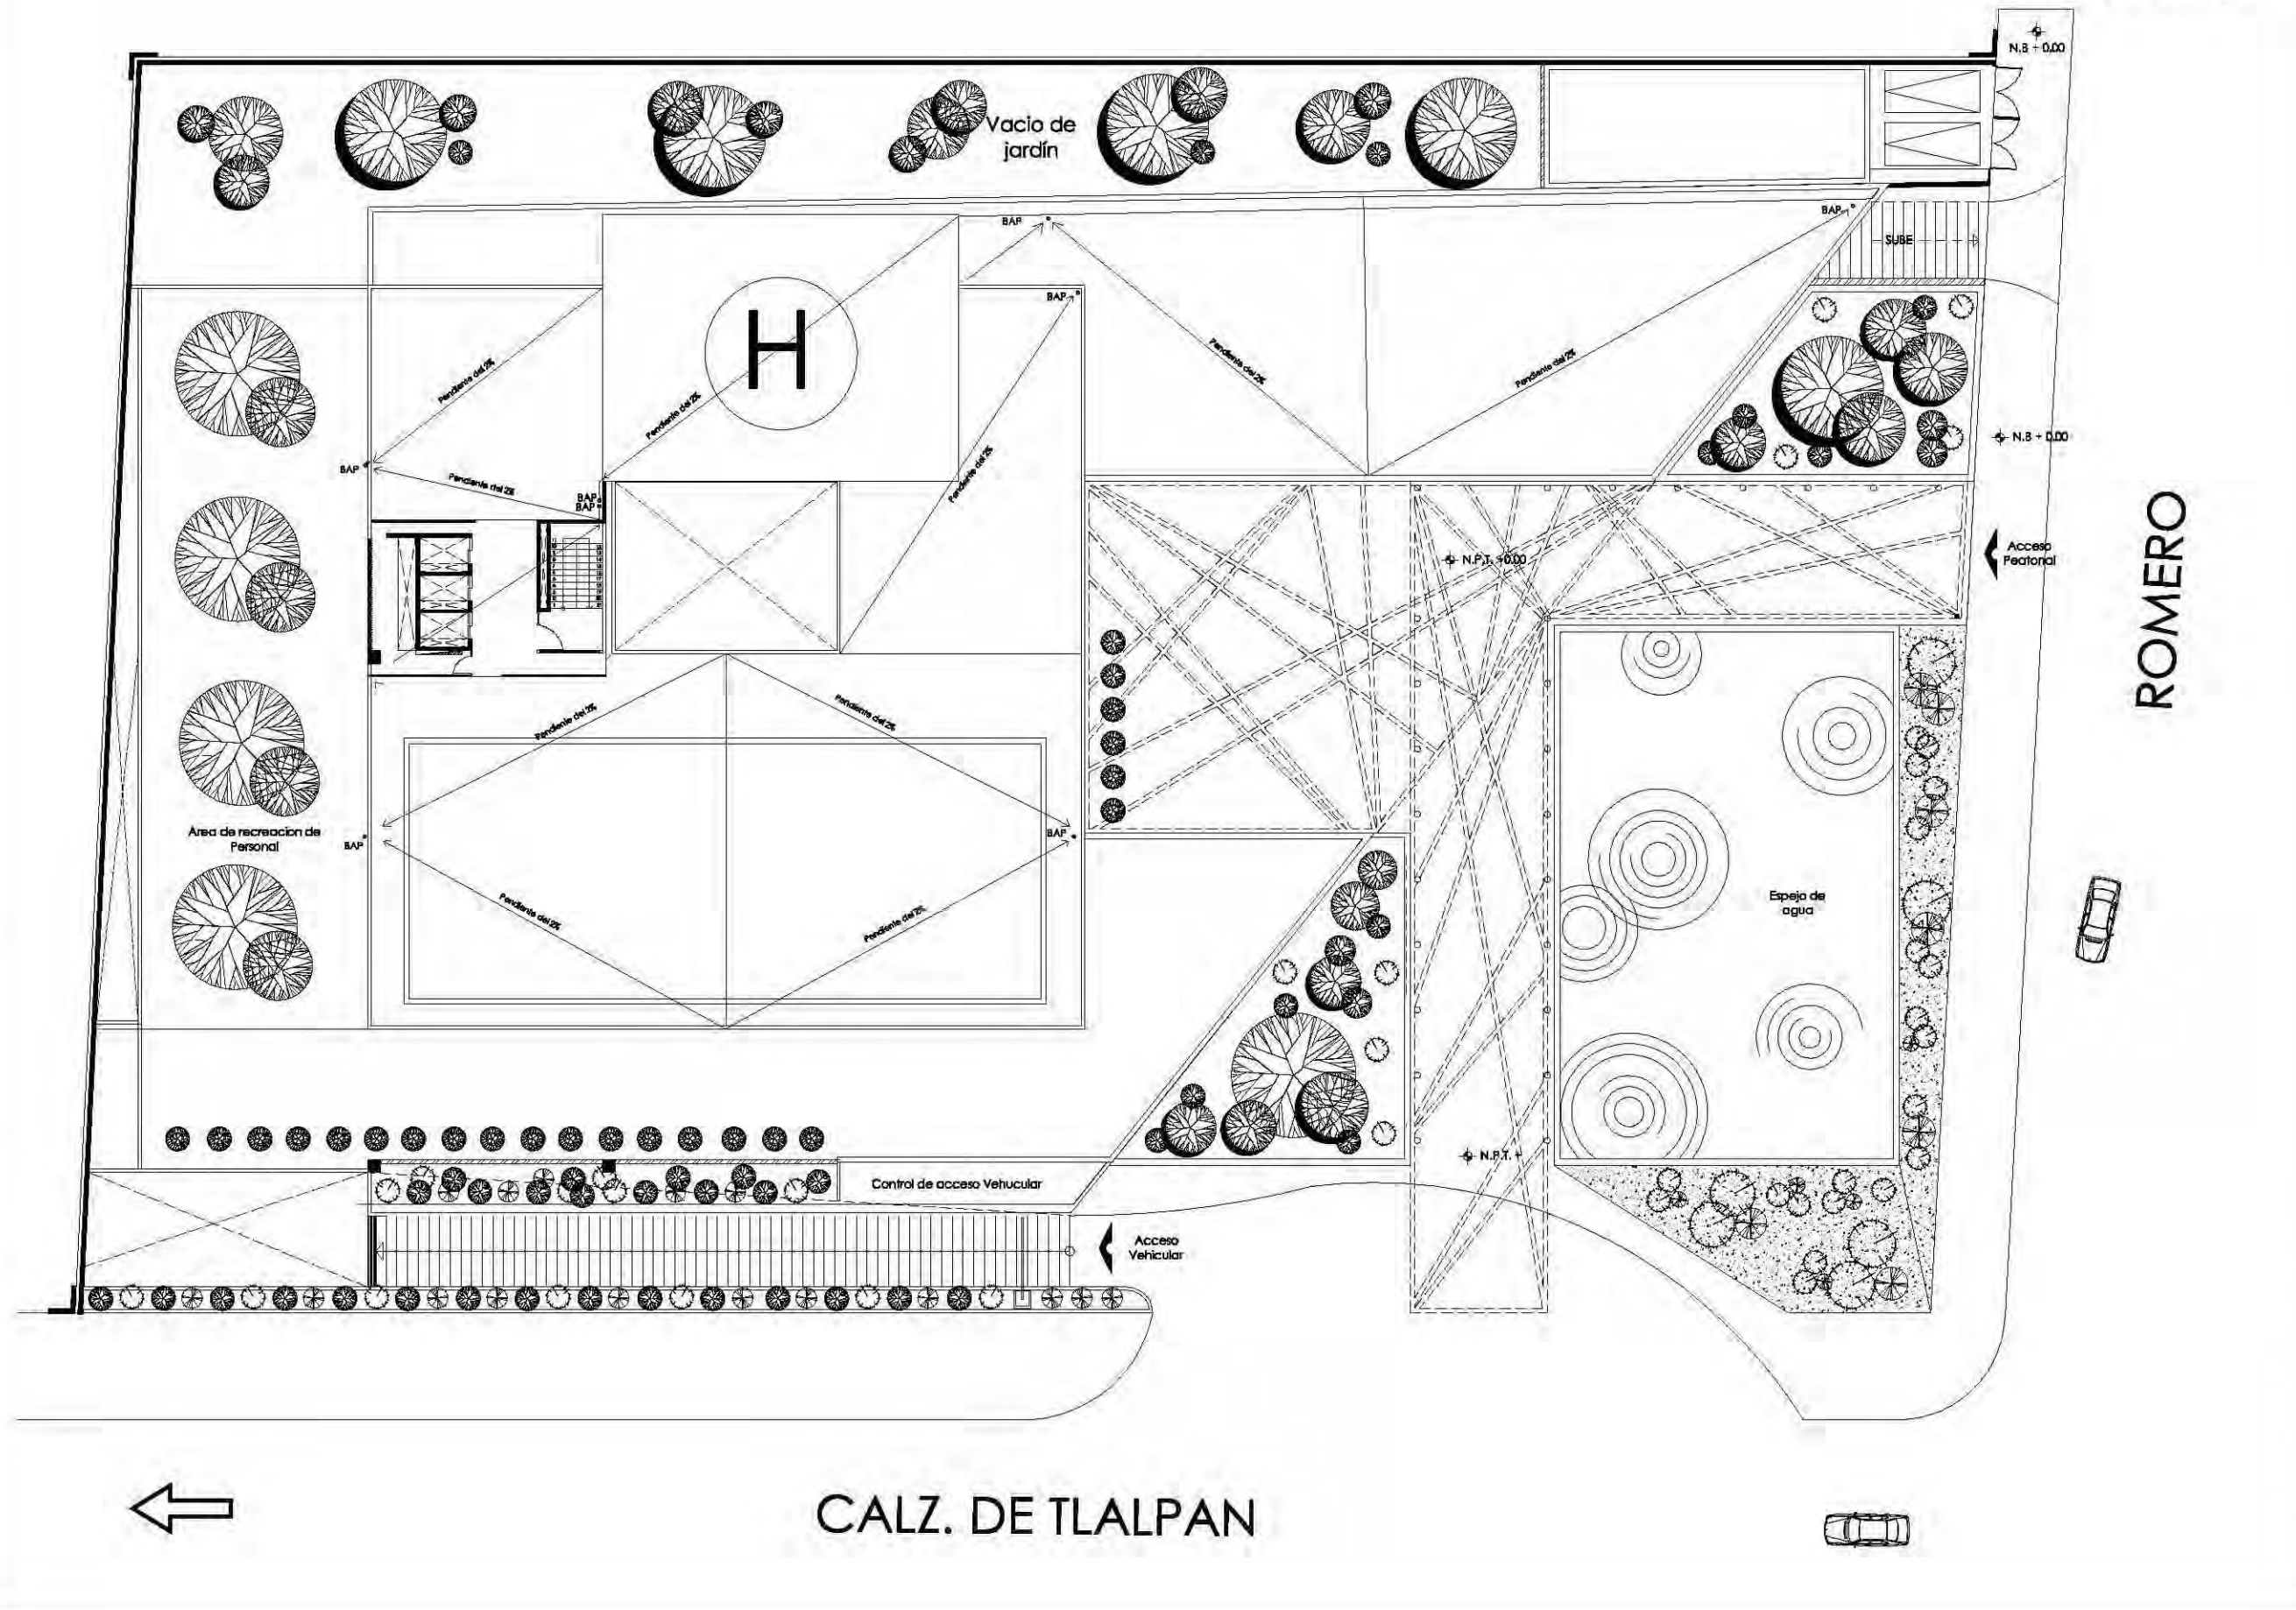 N.B + 0.00
Vacio de
jardín
BAP
BAP
SUBE
BAP
H
Pendiente del 2%
Pendiente del 2%
Pendiente del 2%
Pendiente del 2%
N.B + 0.00
Pendiente del 2%
BAP
Pendiente del 2%
BAP
BAP
N.P.T. +0.00
Acceso
Peatonal
ROMERO
Pendiente del 2%
Pendiente del 2%
Area de recreacion de
Personal
BAP
BAP
Espejo de
agua
Pendiente del 2%
Pendiente del 2%
N.P.T. +
Control de acceso Vehucular
Acceso
Vehicular
CALZ. DE TLALPAN